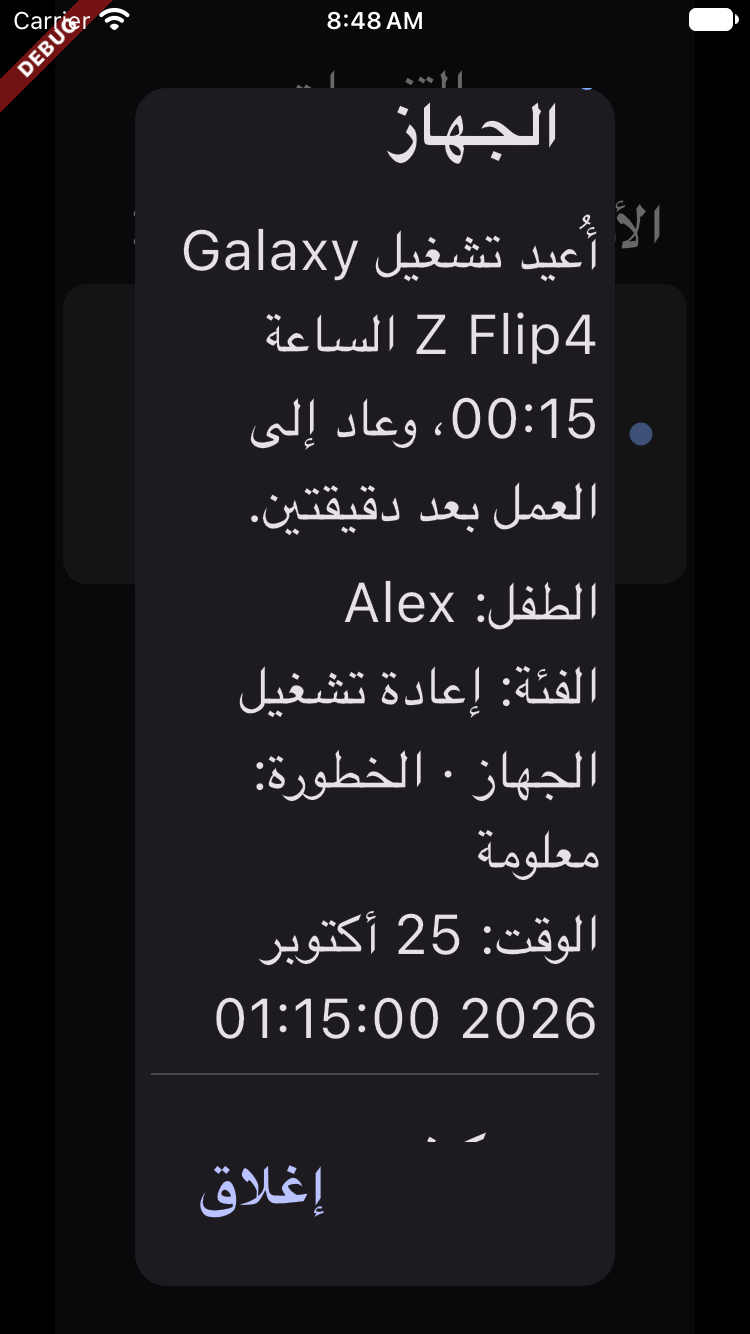 Carrier
8:48 AM
DEBUG
الجهاز
أُعيد تشغيل Galaxy
Z Flip4 الساعة
00:15، وعاد إلى
العمل بعد دقيقتين.
الطفل: Alex
الفئة: إعادة تشغيل
الجهاز · الخطورة:
معلومة
الوقت: 25 أكتوبر
2026 01:15:00
إغلاق